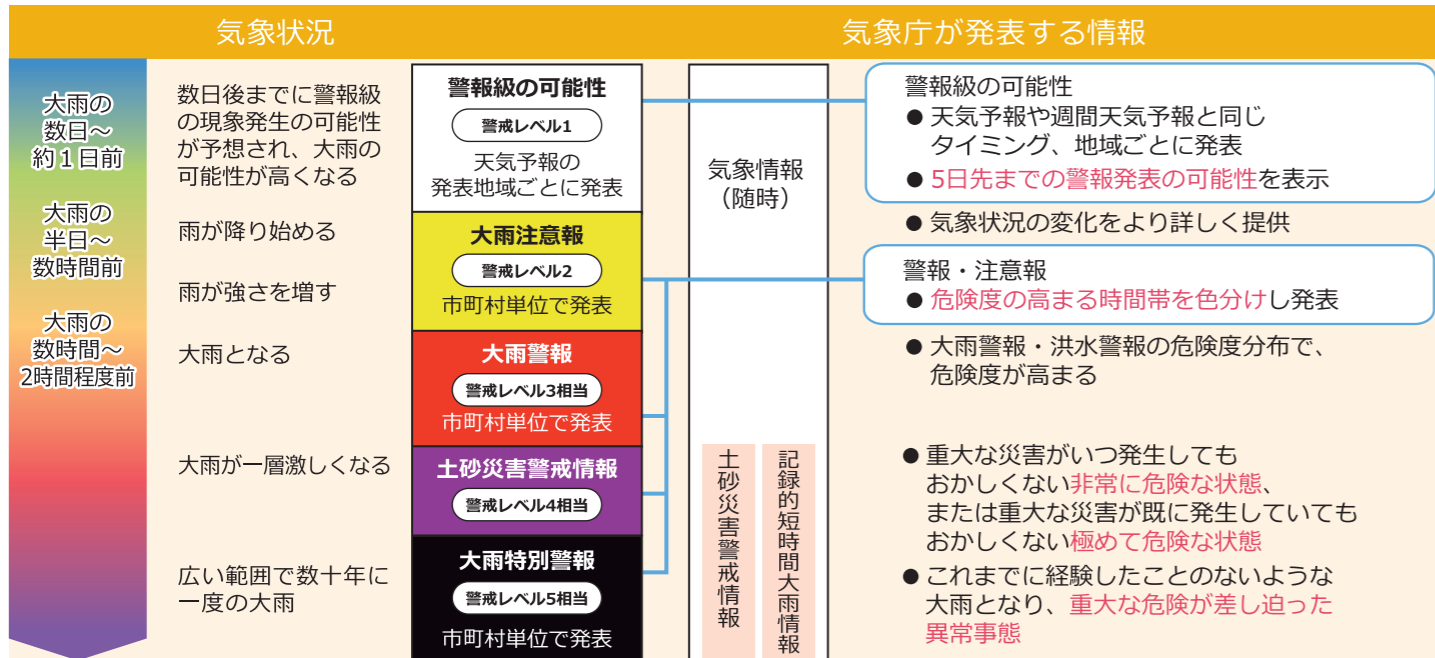 気象状況
気象庁が発表する情報
大雨の
数日～
約１日前
大雨の
半日～
数時間前
大雨の
数時間～
2時間程度前
数日後までに警報級
の現象発生の可能性
が予想され、大雨の
可能性が高くなる
雨が降り始める
雨が強さを増す
大雨となる
大雨が一層激しくなる
広い範囲で数十年に
一度の大雨
警報級の可能性
警戒レベル1
天気予報の
発表地域ごとに発表
大雨注意報
警戒レベル2
市町村単位で発表
大雨警報
警戒レベル3相当
市町村単位で発表
土砂災害警戒情報
警戒レベル4相当
大雨特別警報
警戒レベル5相当
市町村単位で発表
気象情報
（随時）
土砂災害警戒情報
記録的短時間大雨情報
警報級の可能性
● 天気予報や週間天気予報と同じ
タイミング、地域ごとに発表
● 5日先までの警報発表の可能性を表示
● 気象状況の変化をより詳しく提供
警報・注意報
● 危険度の高まる時間帯を色分けし発表
● 大雨警報・洪水警報の危険度分布で、
危険度が高まる
● 重大な災害がいつ発生しても
おかしくない非常に危険な状態、
または重大な災害が既に発生していても
おかしくない極めて危険な状態
● これまでに経験したことのないような
大雨となり、重大な危険が差し迫った
異常事態